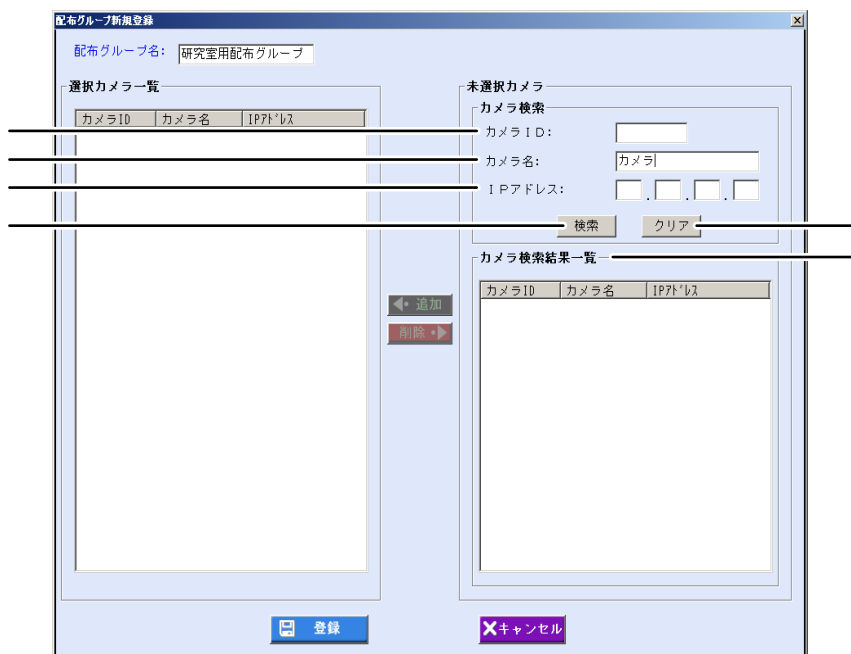 配布グループ新規登録
配布グループ名: 研究室用配布グループ
選択カメラ一覧
カメラID カメラ名 IPｱﾄﾞﾚｽ
未選択カメラ
カメラ検索
カメラID:
カメラ名: カメラ
IPアドレス: . . .
検索 クリア
カメラ検索結果一覧
カメラID カメラ名 IPｱﾄﾞﾚｽ
追加
削除
登録
キャンセル